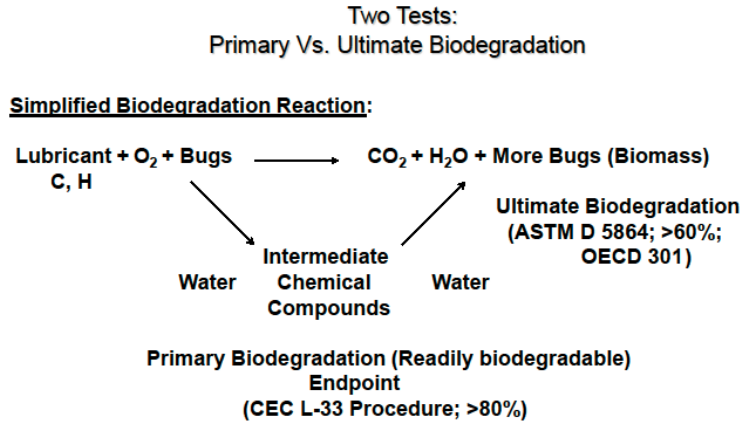 Two Tests:
Primary Vs. Ultimate Biodegradation
Simplified Biodegradation Reaction:
Lubricant + O₂ + Bugs CO₂ + H₂O + More Bugs (Biomass)
C, H
Ultimate Biodegradation
(ASTM D 5864; >60%;
OECD 301)
Intermediate
Water Chemical Water
Compounds
Primary Biodegradation (Readily biodegradable)
Endpoint
(CEC L-33 Procedure; >80%)